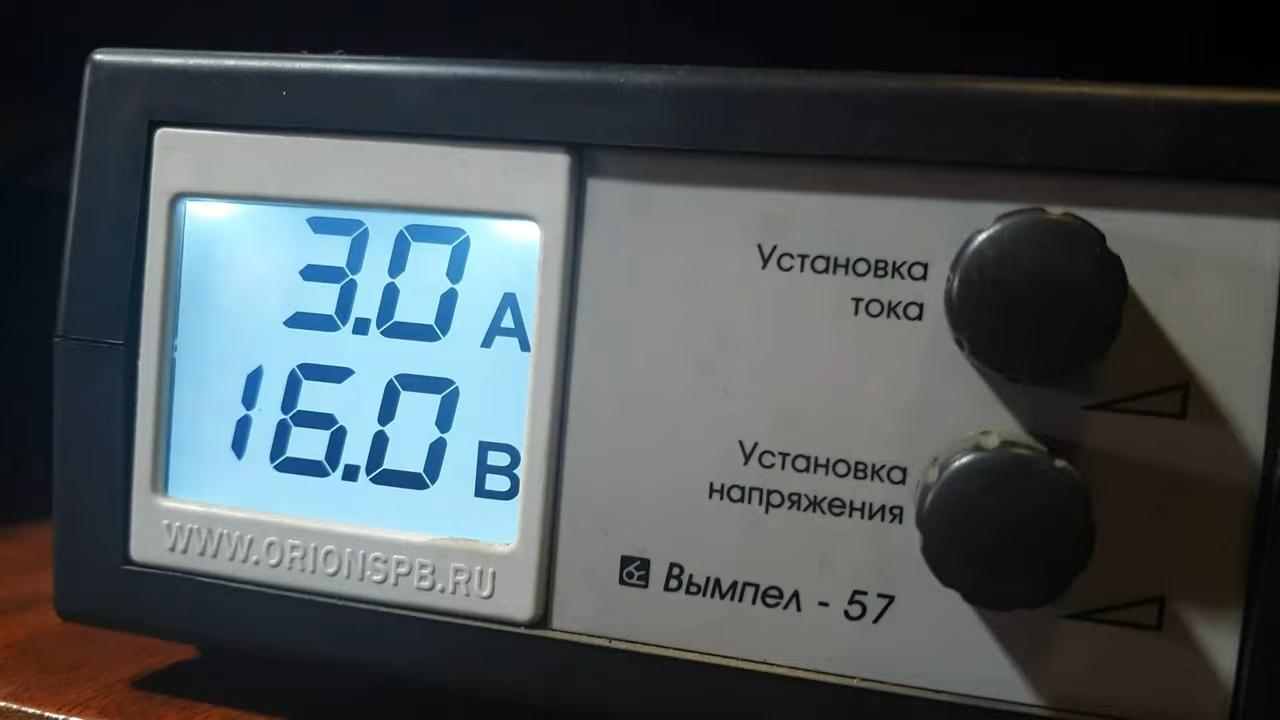 3.0 А
16.0 В
WWW.ORIONSPB.RU
Установка
тока
Установка
напряжения
Вымпел - 57